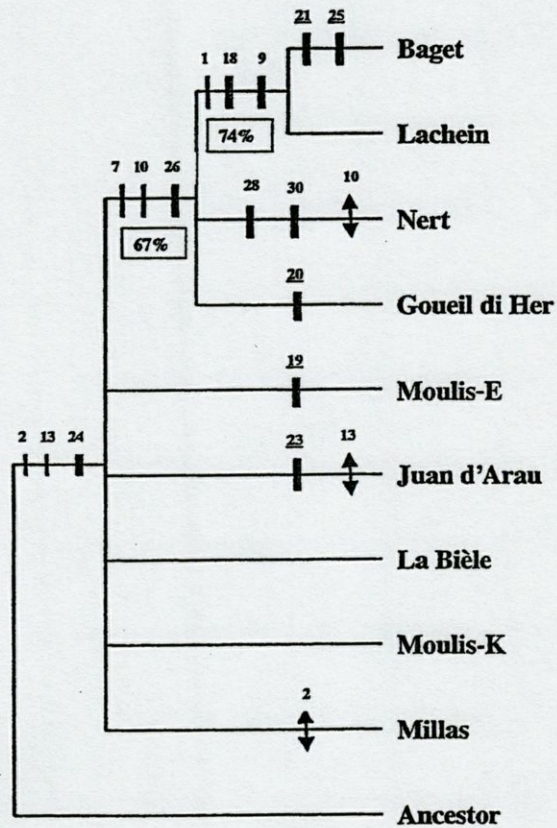 21 25
Baget
1 18 9
74%
Lachein
7 10 26
67%
28 30 10
Nert
20
Goueil di Her
19
Moulis-E
2 13 24
23 13
Juan d'Arau
La Bièle
Moulis-K
2
Millas
Ancestor